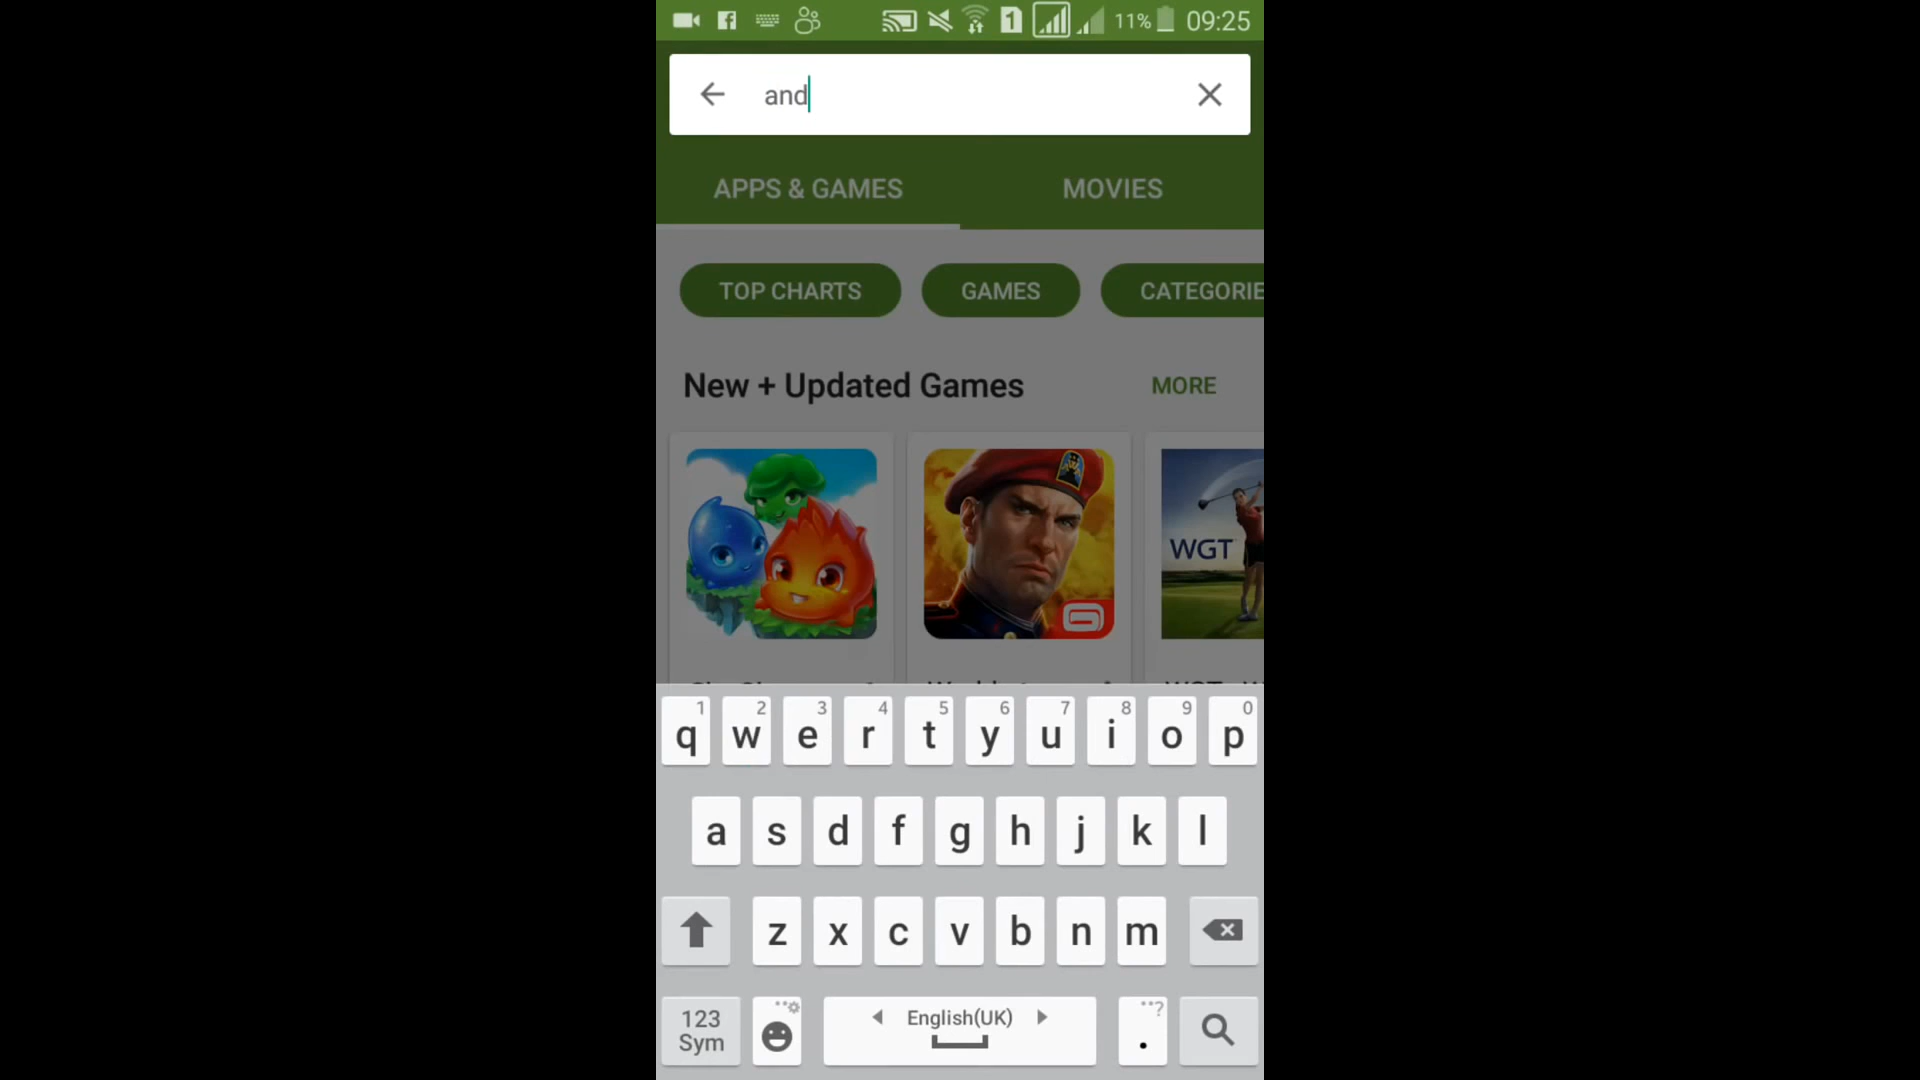 1 11% 09:25
and
APPS & GAMES MOVIES
TOP CHARTS GAMES CATEGORIE
New + Updated Games MORE
WGT
1 2 3 4 5 6 7 8 9 0
q w e r t y u i o p
a s d f g h j k l
z x c v b n m
123 Sym English(UK) . ?